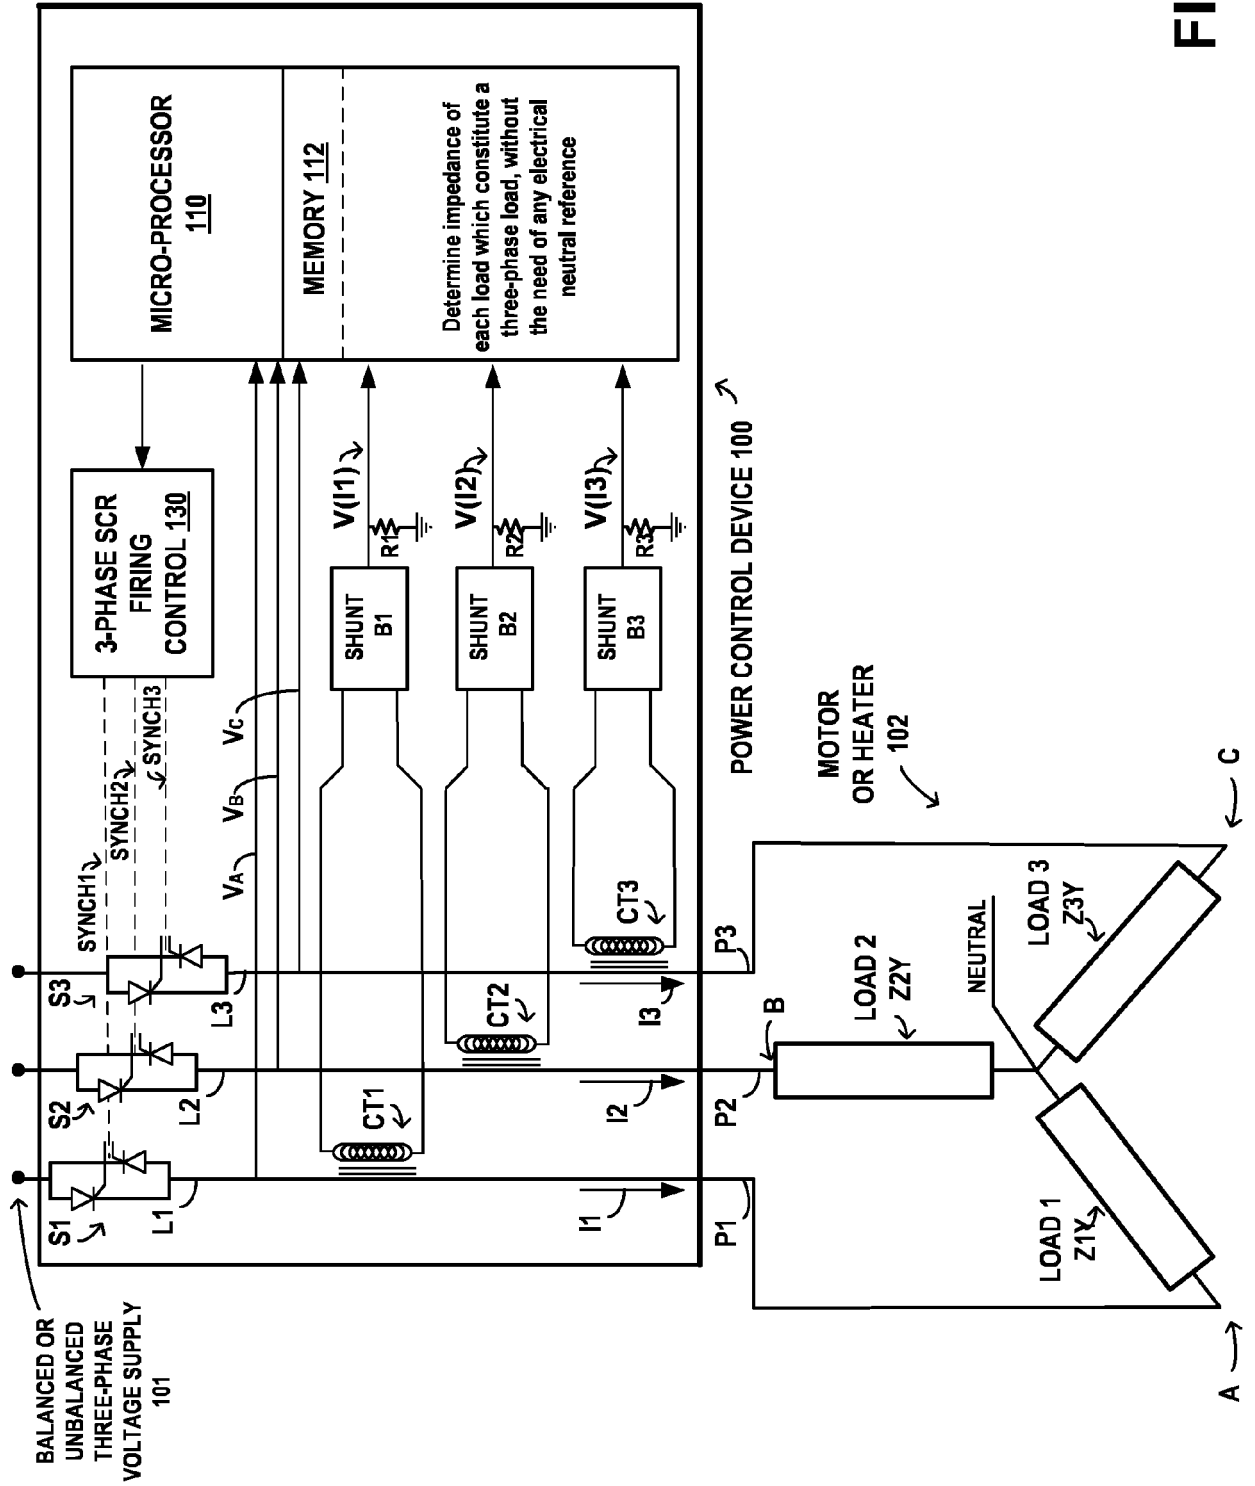 BALANCED OR
UNBALANCED
THREE-PHASE
VOLTAGE SUPPLY
101
S1
S2
S3
L1
L2
L3
SYNCH1
SYNCH2
SYNCH3
3-PHASE SCR
FIRING
CONTROL 130
MICRO-PROCESSOR
110
MEMORY 112
Determine impedance of
each load which constitute a
three-phase load, without
the need of any electrical
neutral reference
VA
VB
VC
CT1
CT2
CT3
SHUNT
B1
SHUNT
B2
SHUNT
B3
R1
R2
R3
V(I1)
V(I2)
V(I3)
I1
I2
I3
P1
P2
P3
POWER CONTROL DEVICE 100
MOTOR
OR HEATER
102
A
B
C
LOAD 1
Z1Y
LOAD 2
Z2Y
LOAD 3
Z3Y
NEUTRAL
FI